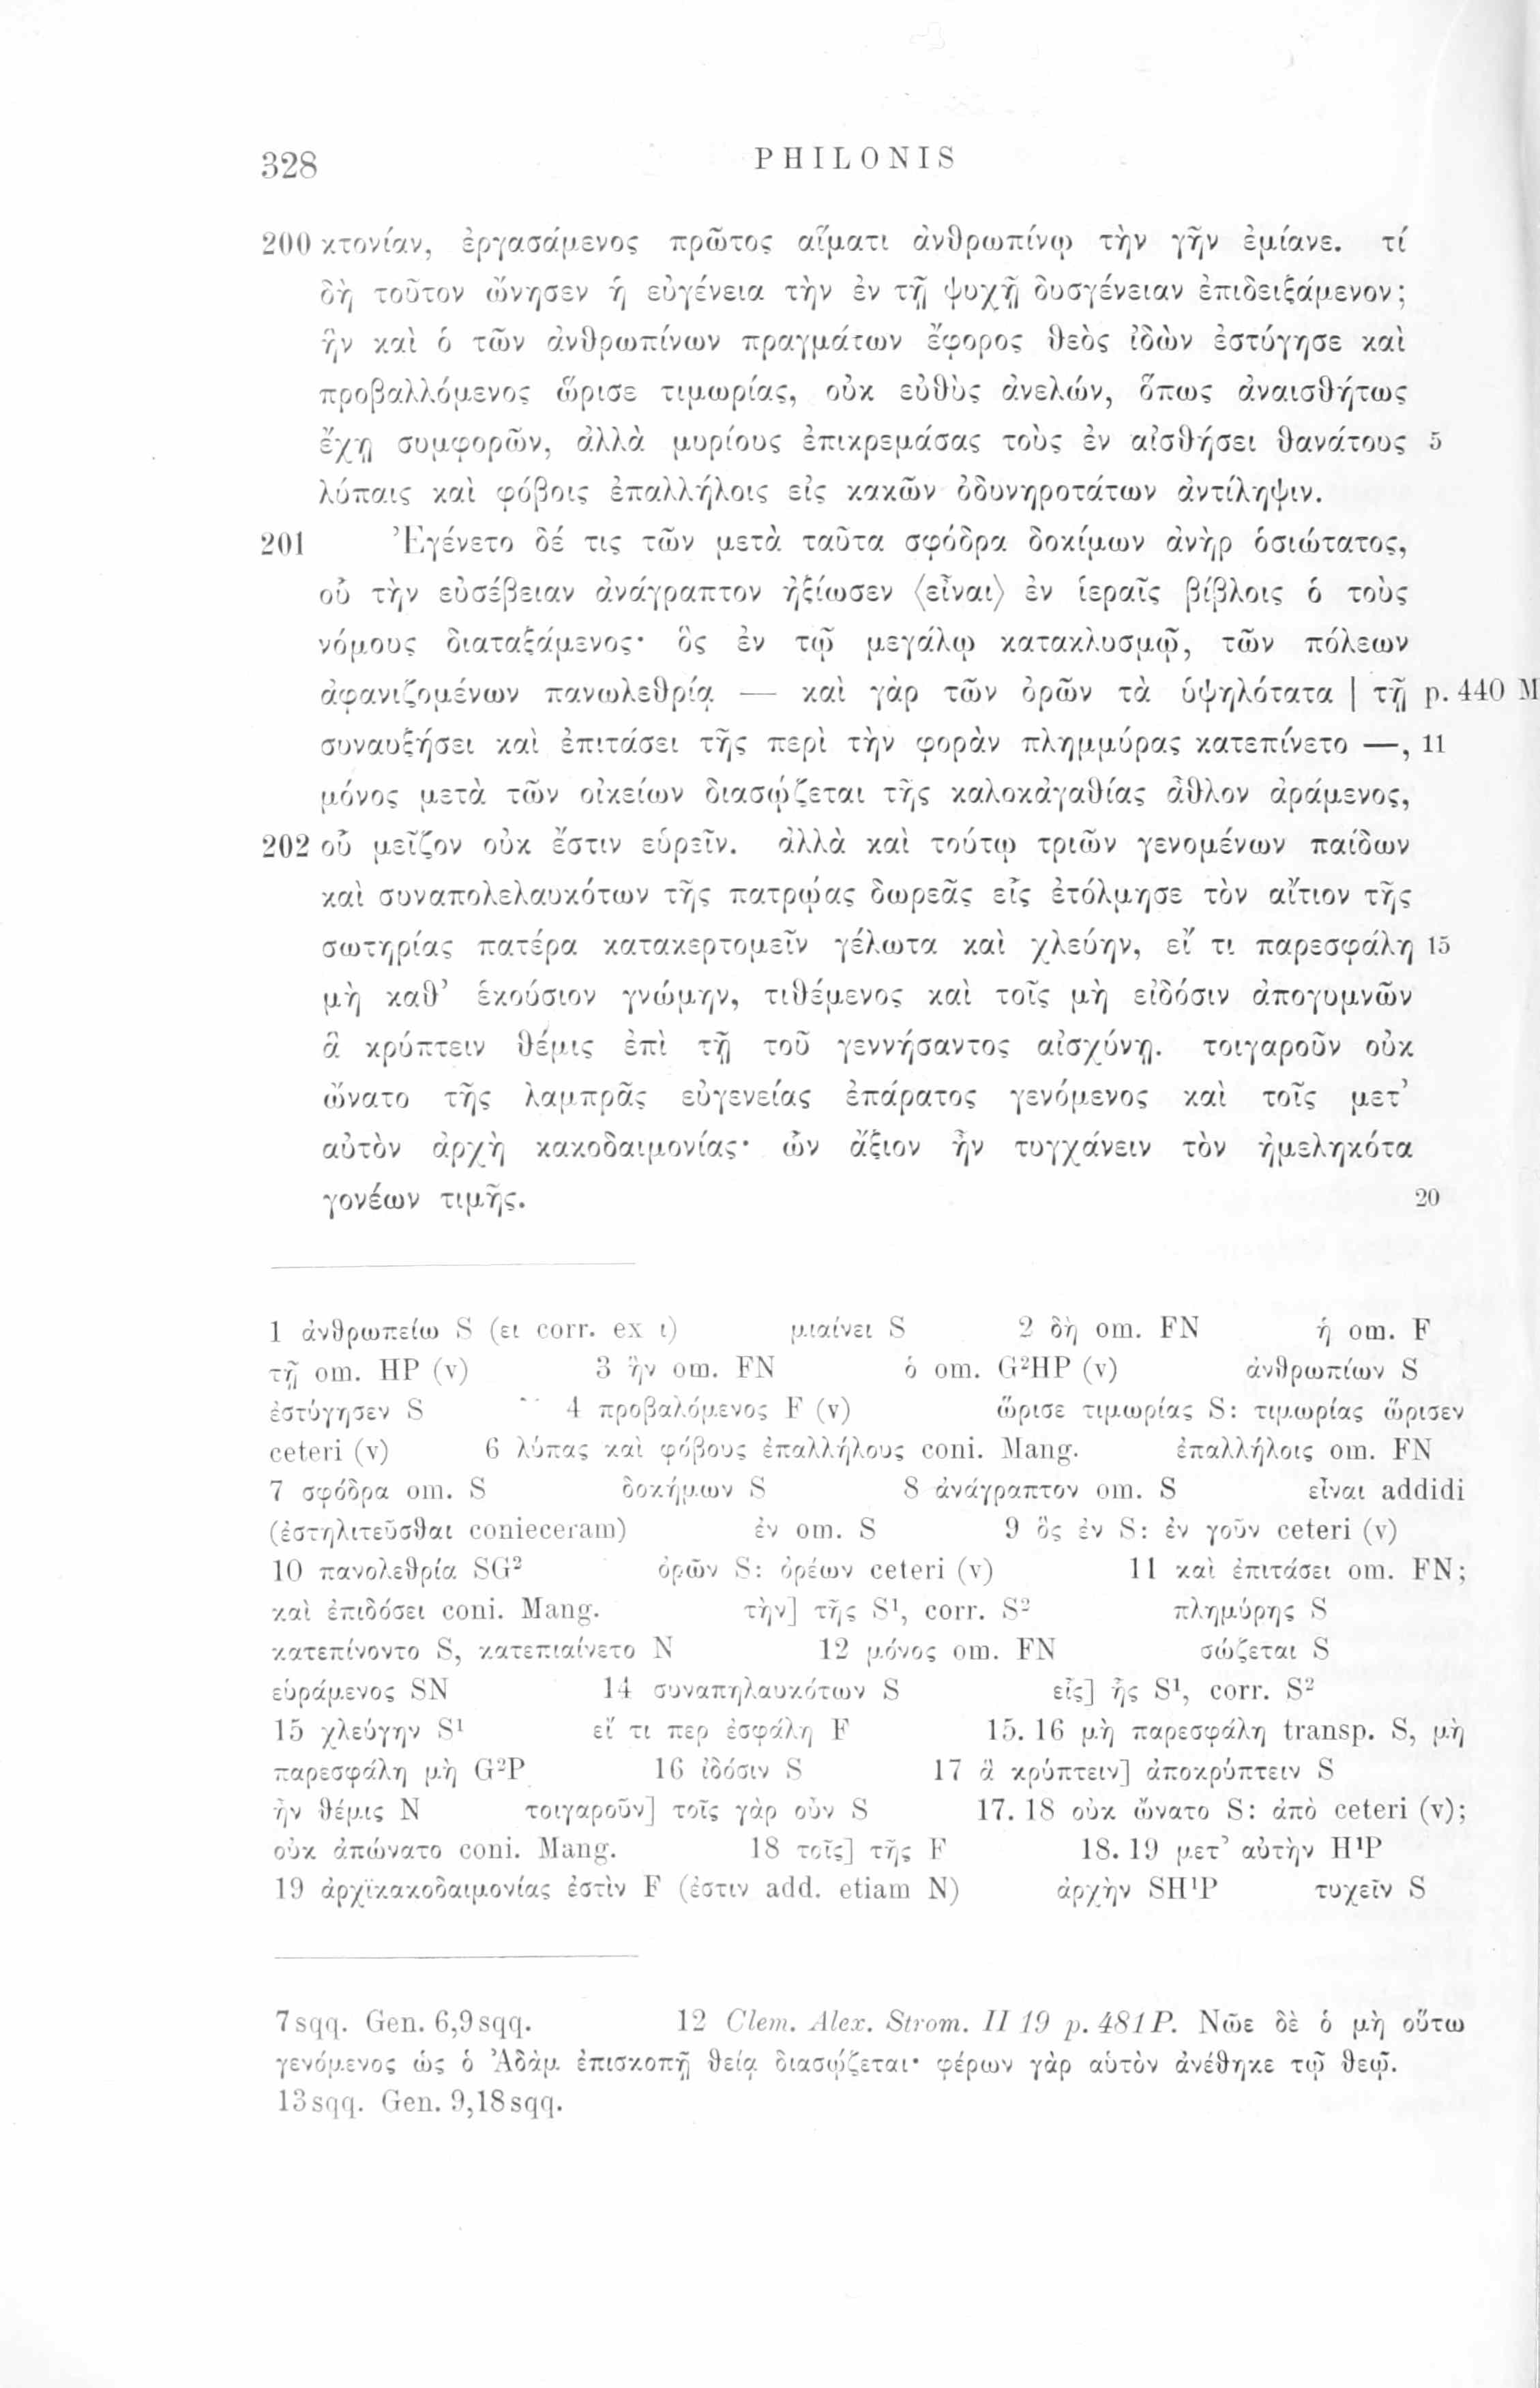 328 PHILONIS
200 κτονίαν, ἐργασάμενος πρῶτος αἵματι ἀνθρωπίνῳ τὴν γῆν ἐμίανε. τί
δὴ τοῦτον ὤνησεν ἡ εὐγένεια τὴν ἐν τῇ ψυχῇ δυσγένειαν ἐπιδειξάμενον;
ἣν καὶ ὁ τῶν ἀνθρωπίνων πραγμάτων ἔφορος θεὸς ἰδὼν ἐστύγησε καὶ
προβαλλόμενος ὥρισε τιμωρίας, οὐκ εὐθὺς ἀνελών, ὅπως ἀναισθήτως
ἔχῃ συμφορῶν, ἀλλὰ μυρίους ἐπικρεμάσας τοὺς ἐν αἰσθήσει θανάτους 5
λύπαις καὶ φόβοις ἐπαλλήλοις εἰς κακῶν ὀδυνηροτάτων ἀντίληψιν.
201 Ἐγένετο δέ τις τῶν μετὰ ταῦτα σφόδρα δοκίμων ἀνὴρ ὁσιώτατος,
οὗ τὴν εὐσέβειαν ἀνάγραπτον ἠξίωσεν ⟨εἶναι⟩ ἐν ἱεραῖς βίβλοις ὁ τοὺς
νόμους διαταξάμενος· ὃς ἐν τῷ μεγάλῳ κατακλυσμῷ, τῶν πόλεων
ἀφανιζομένων πανωλεθρίᾳ — καὶ γὰρ τῶν ὀρῶν τὰ ὑψηλότατα | τῇ p. 440 M
συναυξήσει καὶ ἐπιτάσει τῆς περὶ τὴν φορὰν πλημμύρας κατεπίνετο —, 11
μόνος μετὰ τῶν οἰκείων διασῴζεται τῆς καλοκἀγαθίας ἆθλον ἀράμενος,
202 οὗ μεῖζον οὐκ ἔστιν εὑρεῖν. ἀλλὰ καὶ τούτῳ τριῶν γενομένων παίδων
καὶ συναπολελαυκότων τῆς πατρῴας δωρεᾶς εἷς ἐτόλμησε τὸν αἴτιον τῆς
σωτηρίας πατέρα κατακερτομεῖν γέλωτα καὶ χλεύην, εἴ τι παρεσφάλη 15
μὴ καθ’ ἑκούσιον γνώμην, τιθέμενος καὶ τοῖς μὴ εἰδόσιν ἀπογυμνῶν
ἃ κρύπτειν θέμις ἐπὶ τῇ τοῦ γεννήσαντος αἰσχύνῃ. τοιγαροῦν οὐκ
ὤνατο τῆς λαμπρᾶς εὐγενείας ἐπάρατος γενόμενος καὶ τοῖς μετ’
αὐτὸν ἀρχὴ κακοδαιμονίας· ὧν ἄξιον ἦν τυγχάνειν τὸν ἠμεληκότα
γονέων τιμῆς. 20
1 ἀνθρωπείω S (ει corr. ex ι) μιαίνει S 2 δὴ om. FN ἡ om. F
τῇ om. HP (v) 3 ἣν om. FN ὁ om. G²HP (v) ἀνθρωπίων S
ἐστύγησεν S 4 προβαλόμενος F (v) ὥρισε τιμωρίας S: τιμωρίας ὥρισεν
ceteri (v) 6 λύπας καὶ φόβους ἐπαλλήλους coni. Mang. ἐπαλλήλοις om. FN
7 σφόδρα om. S δοκήμων S 8 ἀνάγραπτον om. S εἶναι addidi
(ἐστηλιτεῦσθαι conieceram) ἐν om. S 9 ὃς ἐν S: ἐν γοῦν ceteri (v)
10 πανολεθρία SG² ὀρῶν S: ὀρέων ceteri (v) 11 καὶ ἐπιτάσει om. FN;
καὶ ἐπιδόσει coni. Mang. τὴν] τῆς S¹, corr. S² πλημύρης S
κατεπίνοντο S, κατεπιαίνετο N 12 μόνος om. FN σώζεται S
εὑράμενος SN 14 συναπηλαυκότων S εἷς] ἧς S¹, corr. S²
15 χλεύγην S¹ εἴ τι περ ἐσφάλη F 15. 16 μὴ παρεσφάλη transp. S, μὴ
παρεσφάλη μὴ G²P 16 ἰδόσιν S 17 ἃ κρύπτειν] ἀποκρύπτειν S
ἦν θέμις N τοιγαροῦν] τοῖς γὰρ οὖν S 17. 18 οὐκ ὤνατο S: ἀπὸ ceteri (v);
οὐκ ἀπώνατο coni. Mang. 18 τοῖς] τῆς F 18. 19 μετ’ αὐτὴν H¹P
19 ἀρχϊκακοδαιμονίας ἐστὶν F (ἐστιν add. etiam N) ἀρχὴν SH¹P τυχεῖν S
7 sqq. Gen. 6,9 sqq. 12 Clem. Alex. Strom. II 19 p. 481 P. Νῶε δὲ ὁ μὴ οὕτω
γενόμενος ὡς ὁ Ἀδὰμ ἐπισκοπῇ θείᾳ διασῴζεται· φέρων γὰρ αὑτὸν ἀνέθηκε τῷ θεῷ.
13 sqq. Gen. 9,18 sqq.